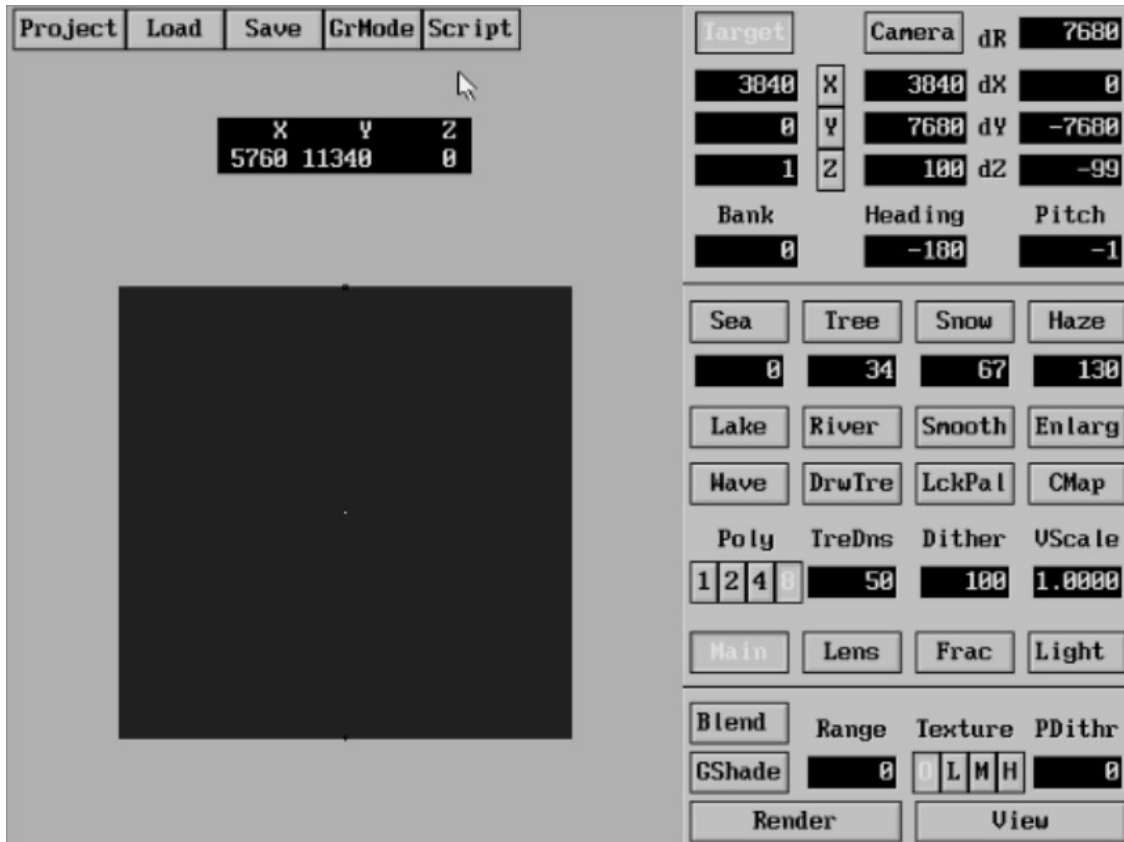 Project Load Save GrMode Script
X Y Z
5760 11340 0
Target Camera dR 7680
3840 X 3840 dX 0
0 Y 7680 dY -7680
1 Z 100 dZ -99
Bank Heading Pitch
0 -180 -1
Sea Tree Snow Haze
0 34 67 130
Lake River Smooth Enlarg
Wave DrwTre LckPal CMap
Poly TreDns Dither VScale
1 2 4 8 50 100 1.0000
Main Lens Frac Light
Blend Range Texture PDithr
GShade 0 O L M H 0
Render View